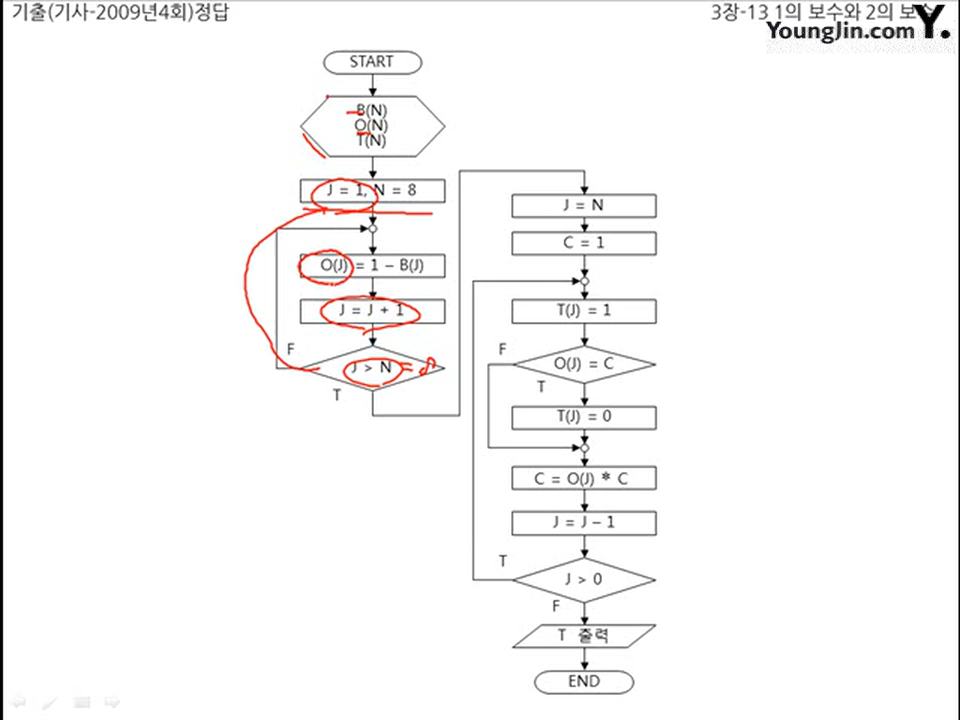 기출(기사-2009년4회)정답
3장-13 1의 보수와 2의 보수
YoungJin.com Y.
START
B(N)
O(N)
T(N)
J = 1, N = 8
O(J) = 1 – B(J)
J = J + 1
J > N = 8
F
T
J = N
C = 1
T(J) = 1
O(J) = C
F
T
T(J) = 0
C = O(J) * C
J = J – 1
T
J > 0
F
T 출력
END